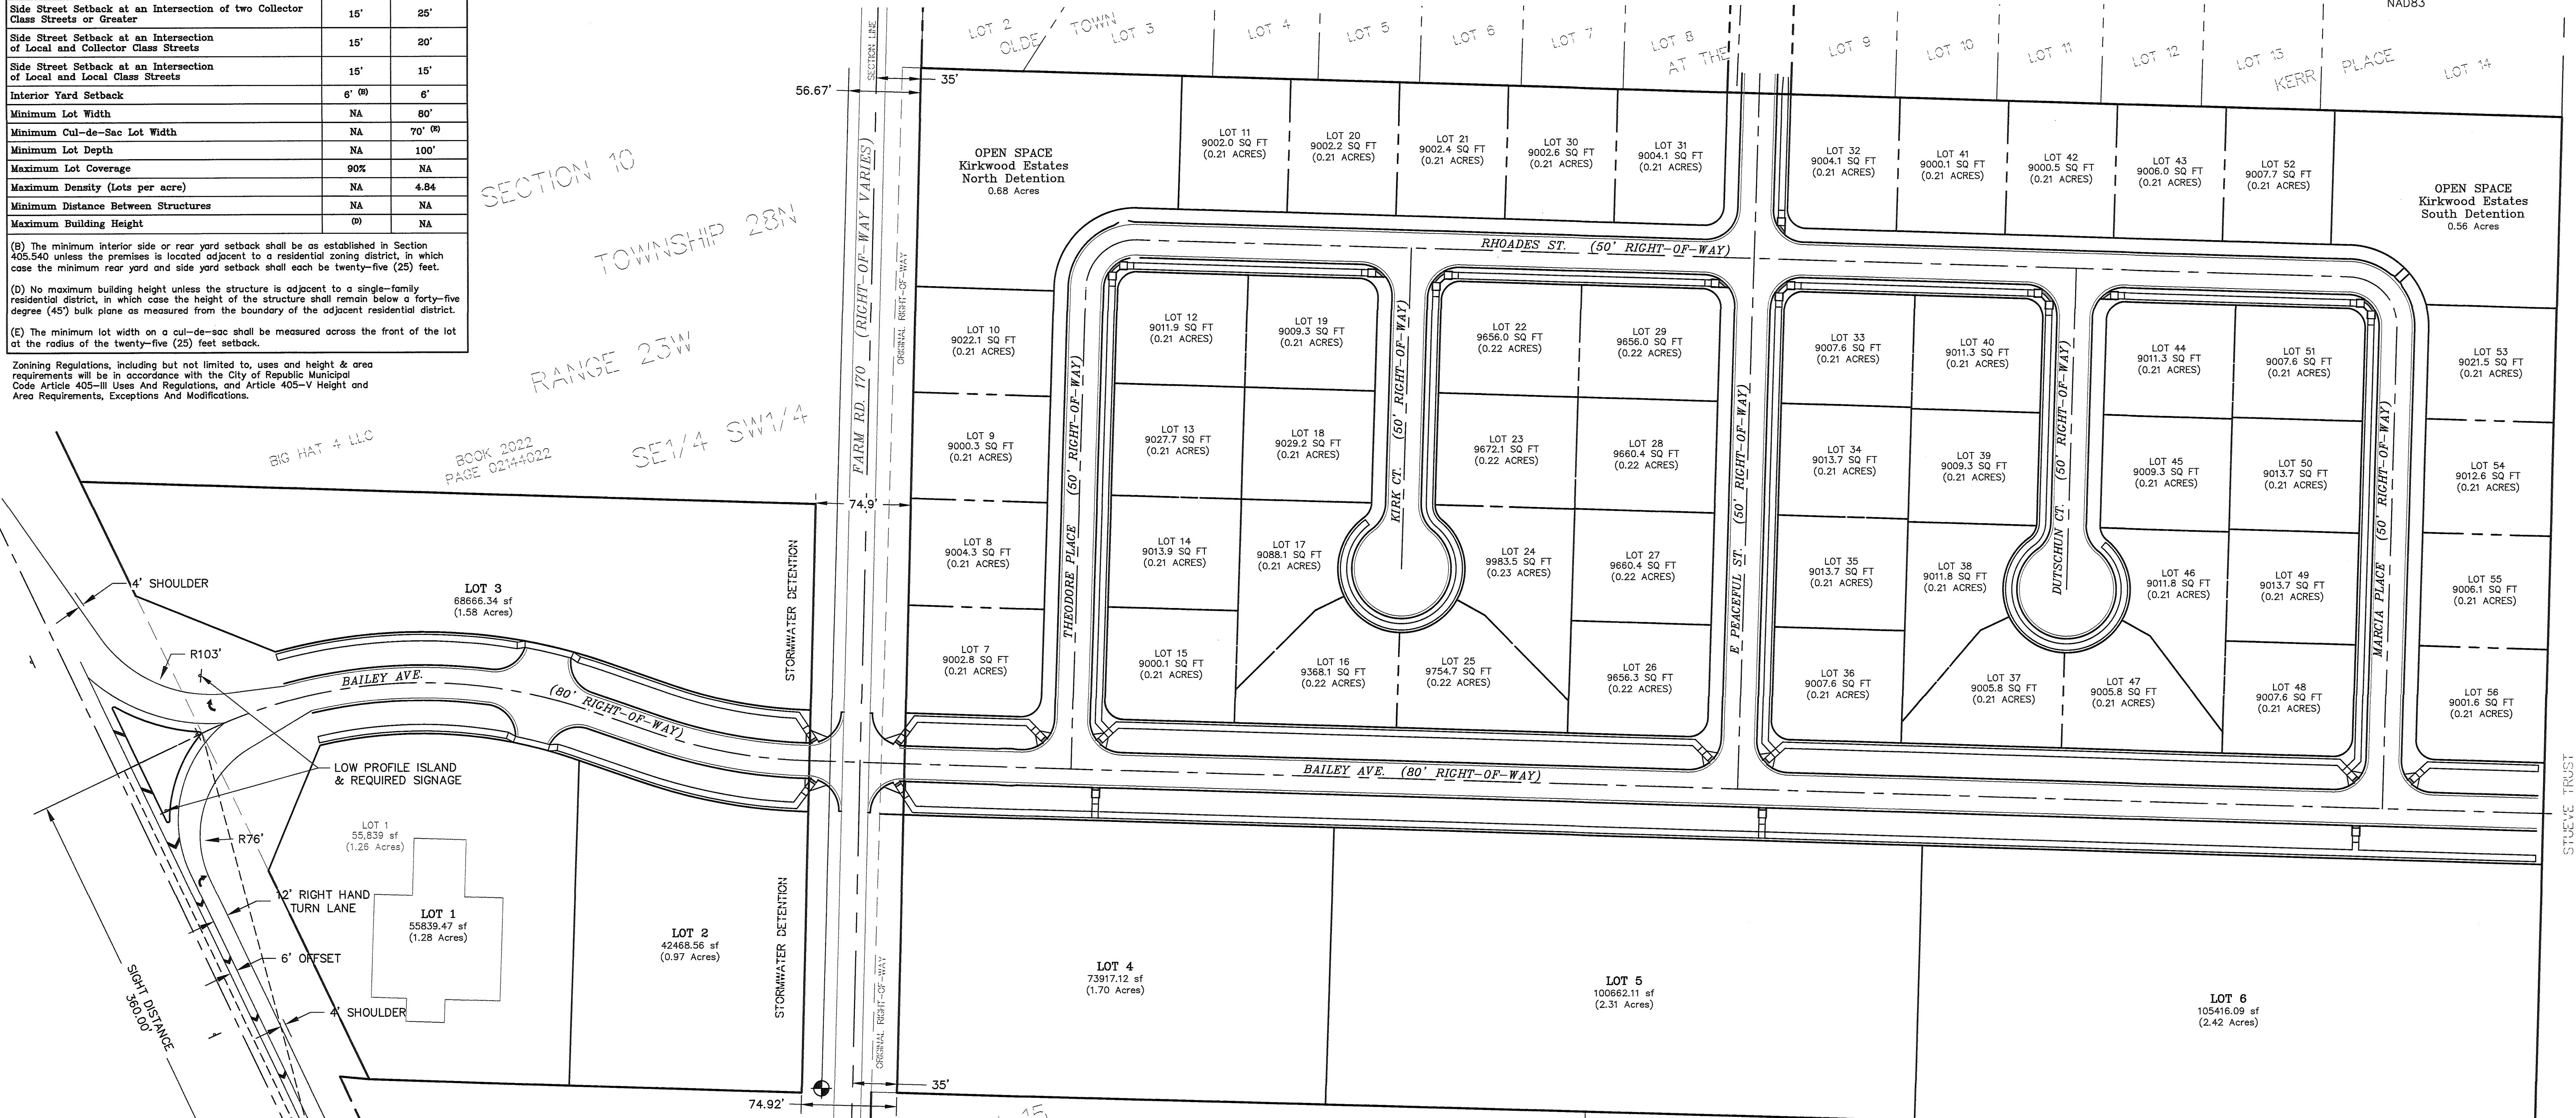 Side Street Setback at an Intersection of two Collector
Class Streets or Greater
15'
25'
Side Street Setback at an Intersection
of Local and Collector Class Streets
15'
20'
Side Street Setback at an Intersection
of Local and Local Class Streets
15'
15'
Interior Yard Setback
6' (B)
6'
Minimum Lot Width
NA
80'
Minimum Cul-de-Sac Lot Width
NA
70' (E)
Minimum Lot Depth
NA
100'
Maximum Lot Coverage
90%
NA
Maximum Density (Lots per acre)
NA
4.84
Minimum Distance Between Structures
NA
NA
Maximum Building Height
(D)
NA
(B) The minimum interior side or rear yard setback shall be as established in Section
405.540 unless the premises is located adjacent to a residential zoning district, in which
case the minimum rear yard and side yard setback shall each be twenty-five (25) feet.
(D) No maximum building height unless the structure is adjacent to a single-family
residential district, in which case the height of the structure shall remain below a forty-five
degree (45°) bulk plane as measured from the boundary of the adjacent residential district.
(E) The minimum lot width on a cul-de-sac shall be measured across the front of the lot
at the radius of the twenty-five (25) feet setback.
Zonining Regulations, including but not limited to, uses and height & area
requirements will be in accordance with the City of Republic Municipal
Code Article 405-III Uses And Regulations, and Article 405-V Height and
Area Requirements, Exceptions And Modifications.
SECTION 10
TOWNSHIP 28N
RANGE 23W
SE1/4 SW1/4
BIG HAT 4 LLC
BOOK 2022
PAGE 02144022
NAD83
LOT 2
OLDE TOWN
LOT 3
LOT 4
LOT 5
LOT 6
LOT 7
LOT 8
AT THE
LOT 9
LOT 10
LOT 11
LOT 12
LOT 13
KERR PLACE
LOT 14
SECTION LINE
35'
56.67'
FARM RD. 170 (RIGHT-OF-WAY VARIES)
ORIGINAL RIGHT-OF-WAY
OPEN SPACE
Kirkwood Estates
North Detention
0.68 Acres
LOT 11
9002.0 SQ FT
(0.21 ACRES)
LOT 20
9002.2 SQ FT
(0.21 ACRES)
LOT 21
9002.4 SQ FT
(0.21 ACRES)
LOT 30
9002.6 SQ FT
(0.21 ACRES)
LOT 31
9004.1 SQ FT
(0.21 ACRES)
LOT 32
9004.1 SQ FT
(0.21 ACRES)
LOT 41
9000.1 SQ FT
(0.21 ACRES)
LOT 42
9000.5 SQ FT
(0.21 ACRES)
LOT 43
9006.0 SQ FT
(0.21 ACRES)
LOT 52
9007.7 SQ FT
(0.21 ACRES)
OPEN SPACE
Kirkwood Estates
South Detention
0.56 Acres
RHOADES ST. (50' RIGHT-OF-WAY)
LOT 10
9022.1 SQ FT
(0.21 ACRES)
LOT 12
9011.9 SQ FT
(0.21 ACRES)
LOT 19
9009.3 SQ FT
(0.21 ACRES)
LOT 22
9656.0 SQ FT
(0.22 ACRES)
LOT 29
9656.0 SQ FT
(0.22 ACRES)
LOT 33
9007.6 SQ FT
(0.21 ACRES)
LOT 40
9011.3 SQ FT
(0.21 ACRES)
LOT 44
9011.3 SQ FT
(0.21 ACRES)
LOT 51
9007.6 SQ FT
(0.21 ACRES)
LOT 53
9021.5 SQ FT
(0.21 ACRES)
LOT 9
9000.3 SQ FT
(0.21 ACRES)
LOT 13
9027.7 SQ FT
(0.21 ACRES)
LOT 18
9029.2 SQ FT
(0.21 ACRES)
LOT 23
9672.1 SQ FT
(0.22 ACRES)
LOT 28
9660.4 SQ FT
(0.22 ACRES)
LOT 34
9013.7 SQ FT
(0.21 ACRES)
LOT 39
9009.3 SQ FT
(0.21 ACRES)
LOT 45
9009.3 SQ FT
(0.21 ACRES)
LOT 50
9013.7 SQ FT
(0.21 ACRES)
LOT 54
9012.6 SQ FT
(0.21 ACRES)
THEODORE PLACE (50' RIGHT-OF-WAY)
KIRK CT. (50' RIGHT-OF-WAY)
E PEACEFUL ST. (50' RIGHT-OF-WAY)
DUTSCHUN CT. (50' RIGHT-OF-WAY)
MARCIA PLACE (50' RIGHT-OF-WAY)
74.9'
LOT 8
9004.3 SQ FT
(0.21 ACRES)
LOT 14
9013.9 SQ FT
(0.21 ACRES)
LOT 17
9088.1 SQ FT
(0.21 ACRES)
LOT 24
9983.5 SQ FT
(0.23 ACRES)
LOT 27
9660.4 SQ FT
(0.22 ACRES)
LOT 35
9013.7 SQ FT
(0.21 ACRES)
LOT 38
9011.8 SQ FT
(0.21 ACRES)
LOT 46
9011.8 SQ FT
(0.21 ACRES)
LOT 49
9013.7 SQ FT
(0.21 ACRES)
LOT 55
9006.1 SQ FT
(0.21 ACRES)
LOT 7
9002.8 SQ FT
(0.21 ACRES)
LOT 15
9000.1 SQ FT
(0.21 ACRES)
LOT 16
9368.1 SQ FT
(0.22 ACRES)
LOT 25
9754.7 SQ FT
(0.22 ACRES)
LOT 26
9656.3 SQ FT
(0.22 ACRES)
LOT 36
9007.6 SQ FT
(0.21 ACRES)
LOT 37
9005.8 SQ FT
(0.21 ACRES)
LOT 47
9005.8 SQ FT
(0.21 ACRES)
LOT 48
9007.6 SQ FT
(0.21 ACRES)
LOT 56
9001.6 SQ FT
(0.21 ACRES)
4' SHOULDER
LOT 3
68666.34 sf
(1.58 Acres)
STORMWATER DETENTION
R103'
BAILEY AVE.
(80' RIGHT-OF-WAY)
BAILEY AVE. (80' RIGHT-OF-WAY)
STUEVE TRUST
LOW PROFILE ISLAND
& REQUIRED SIGNAGE
LOT 1
55,839 sf
(1.26 Acres)
R76'
12' RIGHT HAND
TURN LANE
LOT 1
55839.47 sf
(1.28 Acres)
6' OFFSET
4' SHOULDER
SIGHT DISTANCE
360.00'
LOT 2
42468.56 sf
(0.97 Acres)
STORMWATER DETENTION
ORIGINAL RIGHT-OF-WAY
LOT 4
73917.12 sf
(1.70 Acres)
LOT 5
100662.11 sf
(2.31 Acres)
LOT 6
105416.09 sf
(2.42 Acres)
35'
74.92'